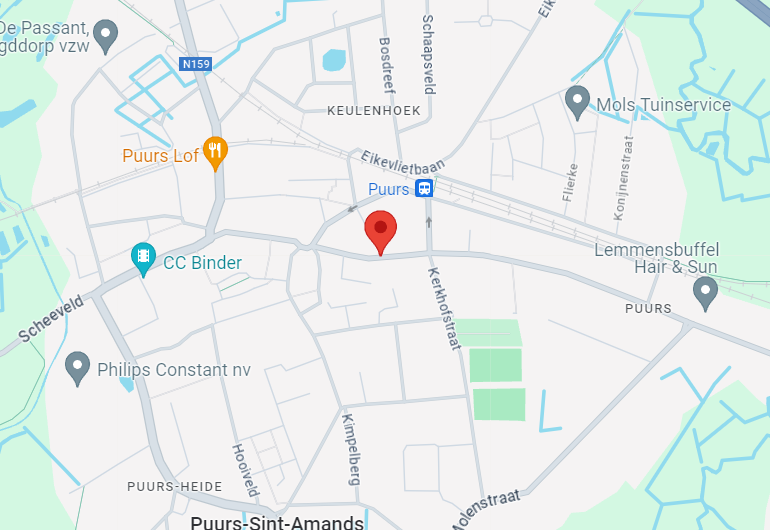 De Passant,
gddorp vzw
N159
Schaapsveld
Bosdreef
Eik
KEULENHOEK
Mols Tuinservice
Puurs Lof
Eikevlietbaan
Puurs
Flierke
Konijnenstraat
CC Binder
Lemmensbuffel
Hair & Sun
Scheeveld
Kerkhofstraat
PUURS
Philips Constant nv
Kimpelberg
Hooiveld
PUURS-HEIDE
Molenstraat
Puurs-Sint-Amands